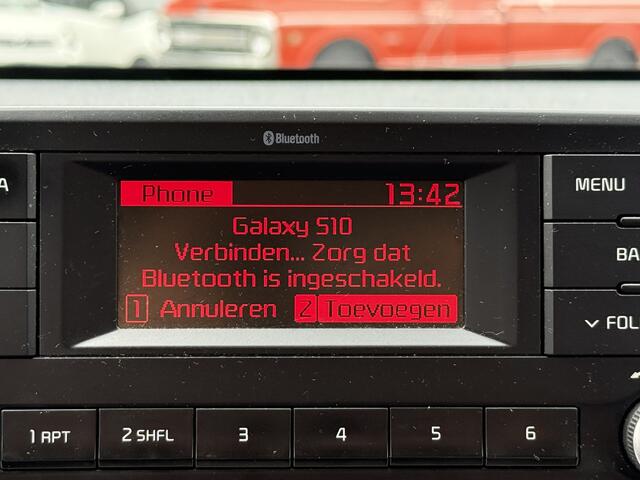 Bluetooth
A
Phone 13:42
MENU
Galaxy S10
Verbinden... Zorg dat
Bluetooth is ingeschakeld.
BA
1 Annuleren 2 Toevoegen
FOL
1 RPT 2 SHFL 3 4 5 6